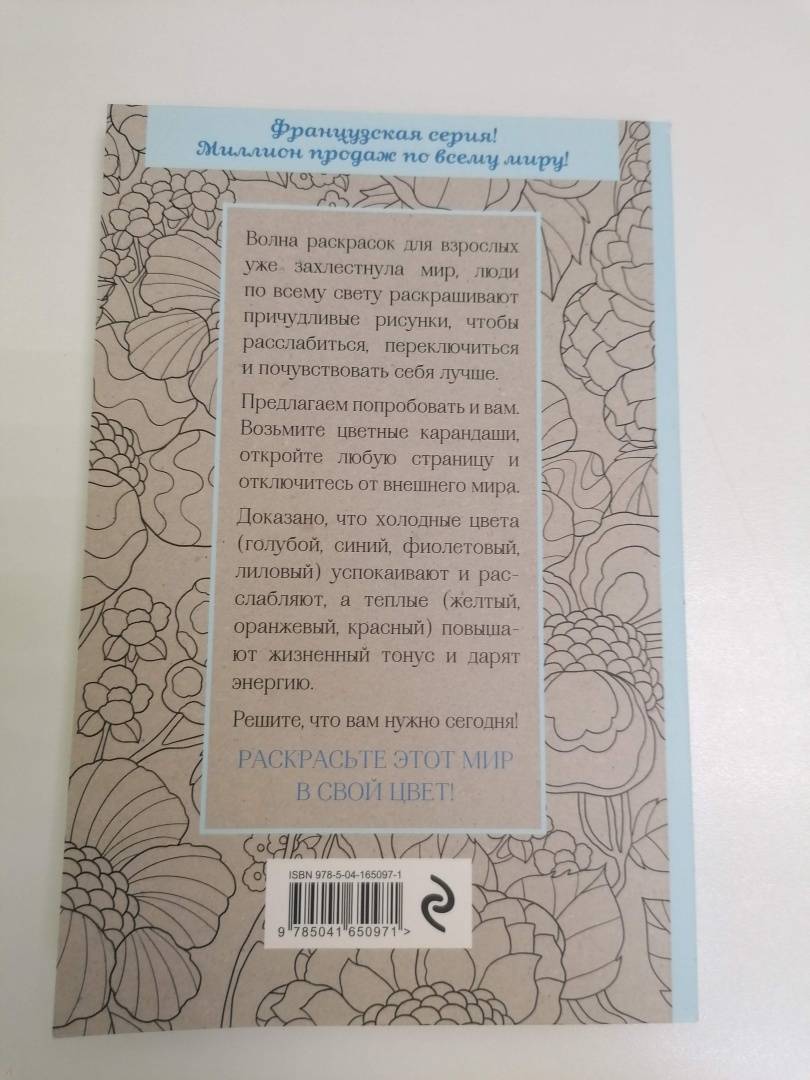 Французская серия!
Миллион продаж по всему миру!
Волна раскрасок для взрослых
уже захлестнула мир, люди
по всему свету раскрашивают
причудливые рисунки, чтобы
расслабиться, переключиться
и почувствовать себя лучше.
Предлагаем попробовать и вам.
Возьмите цветные карандаши,
откройте любую страницу и
отключитесь от внешнего мира.
Доказано, что холодные цвета
(голубой, синий, фиолетовый,
лиловый) успокаивают и рас-
слабляют, а теплые (желтый,
оранжевый, красный) повыша-
ют жизненный тонус и дарят
энергию.
Решите, что вам нужно сегодня!
РАСКРАСЬТЕ ЭТОТ МИР
В СВОЙ ЦВЕТ!
ISBN 978-5-04-165097-1
9 785041 650971 >